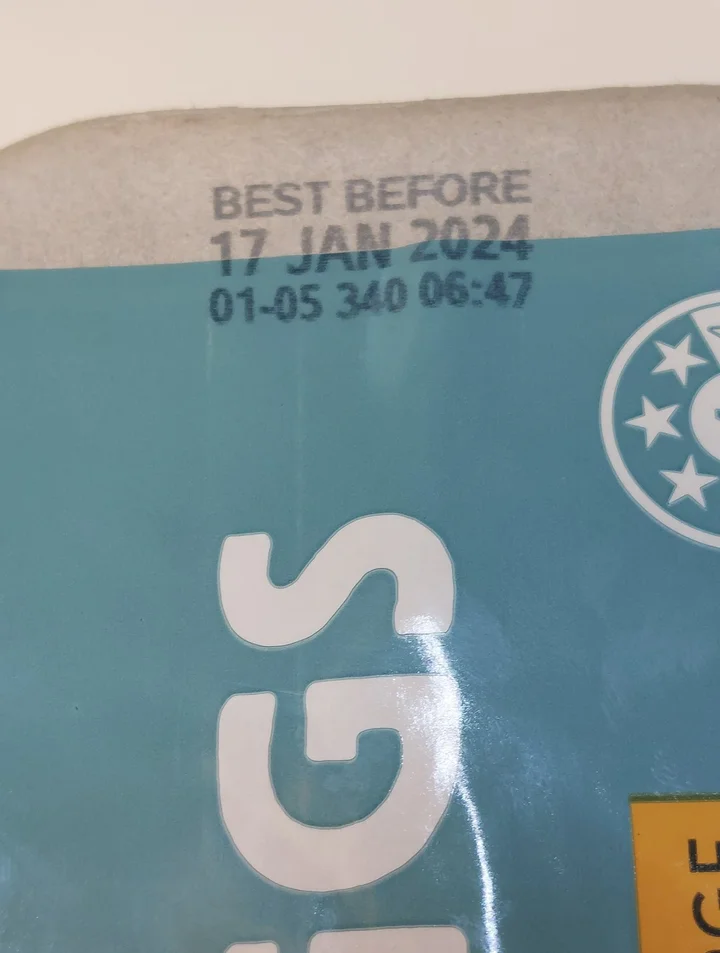 BEST BEFORE
17 JAN 2024
01-05 340 06:47
GS